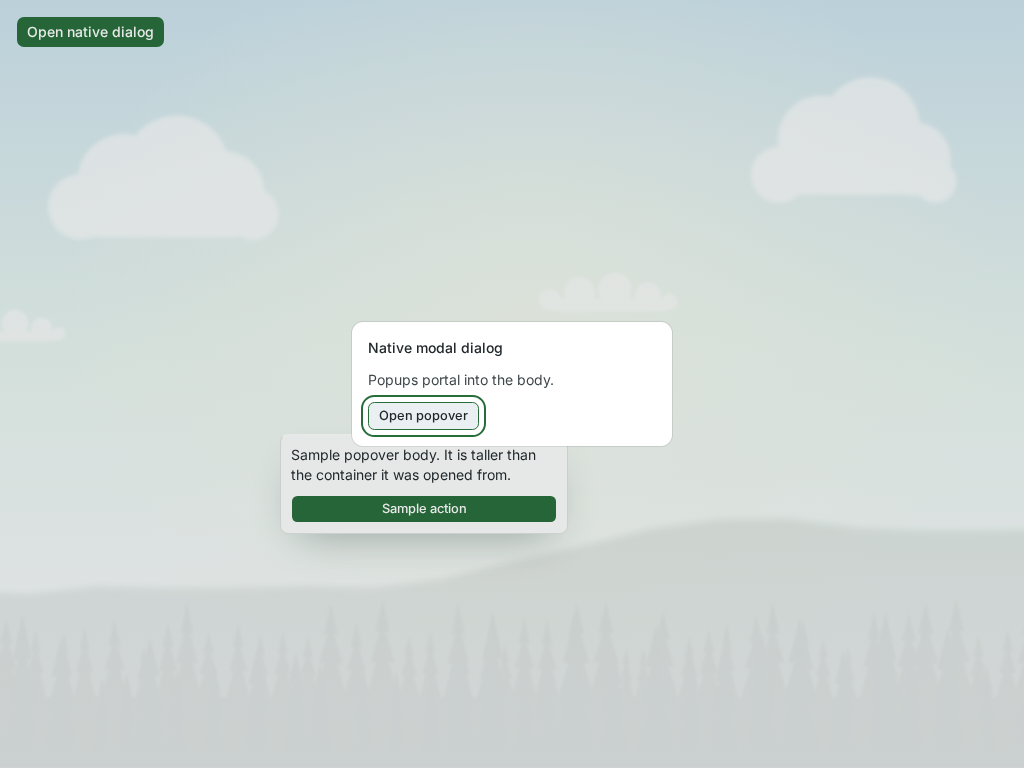 Open native dialog
Native modal dialog
Popups portal into the body.
Open popover
Sample popover body. It is taller than
the container it was opened from.
Sample action